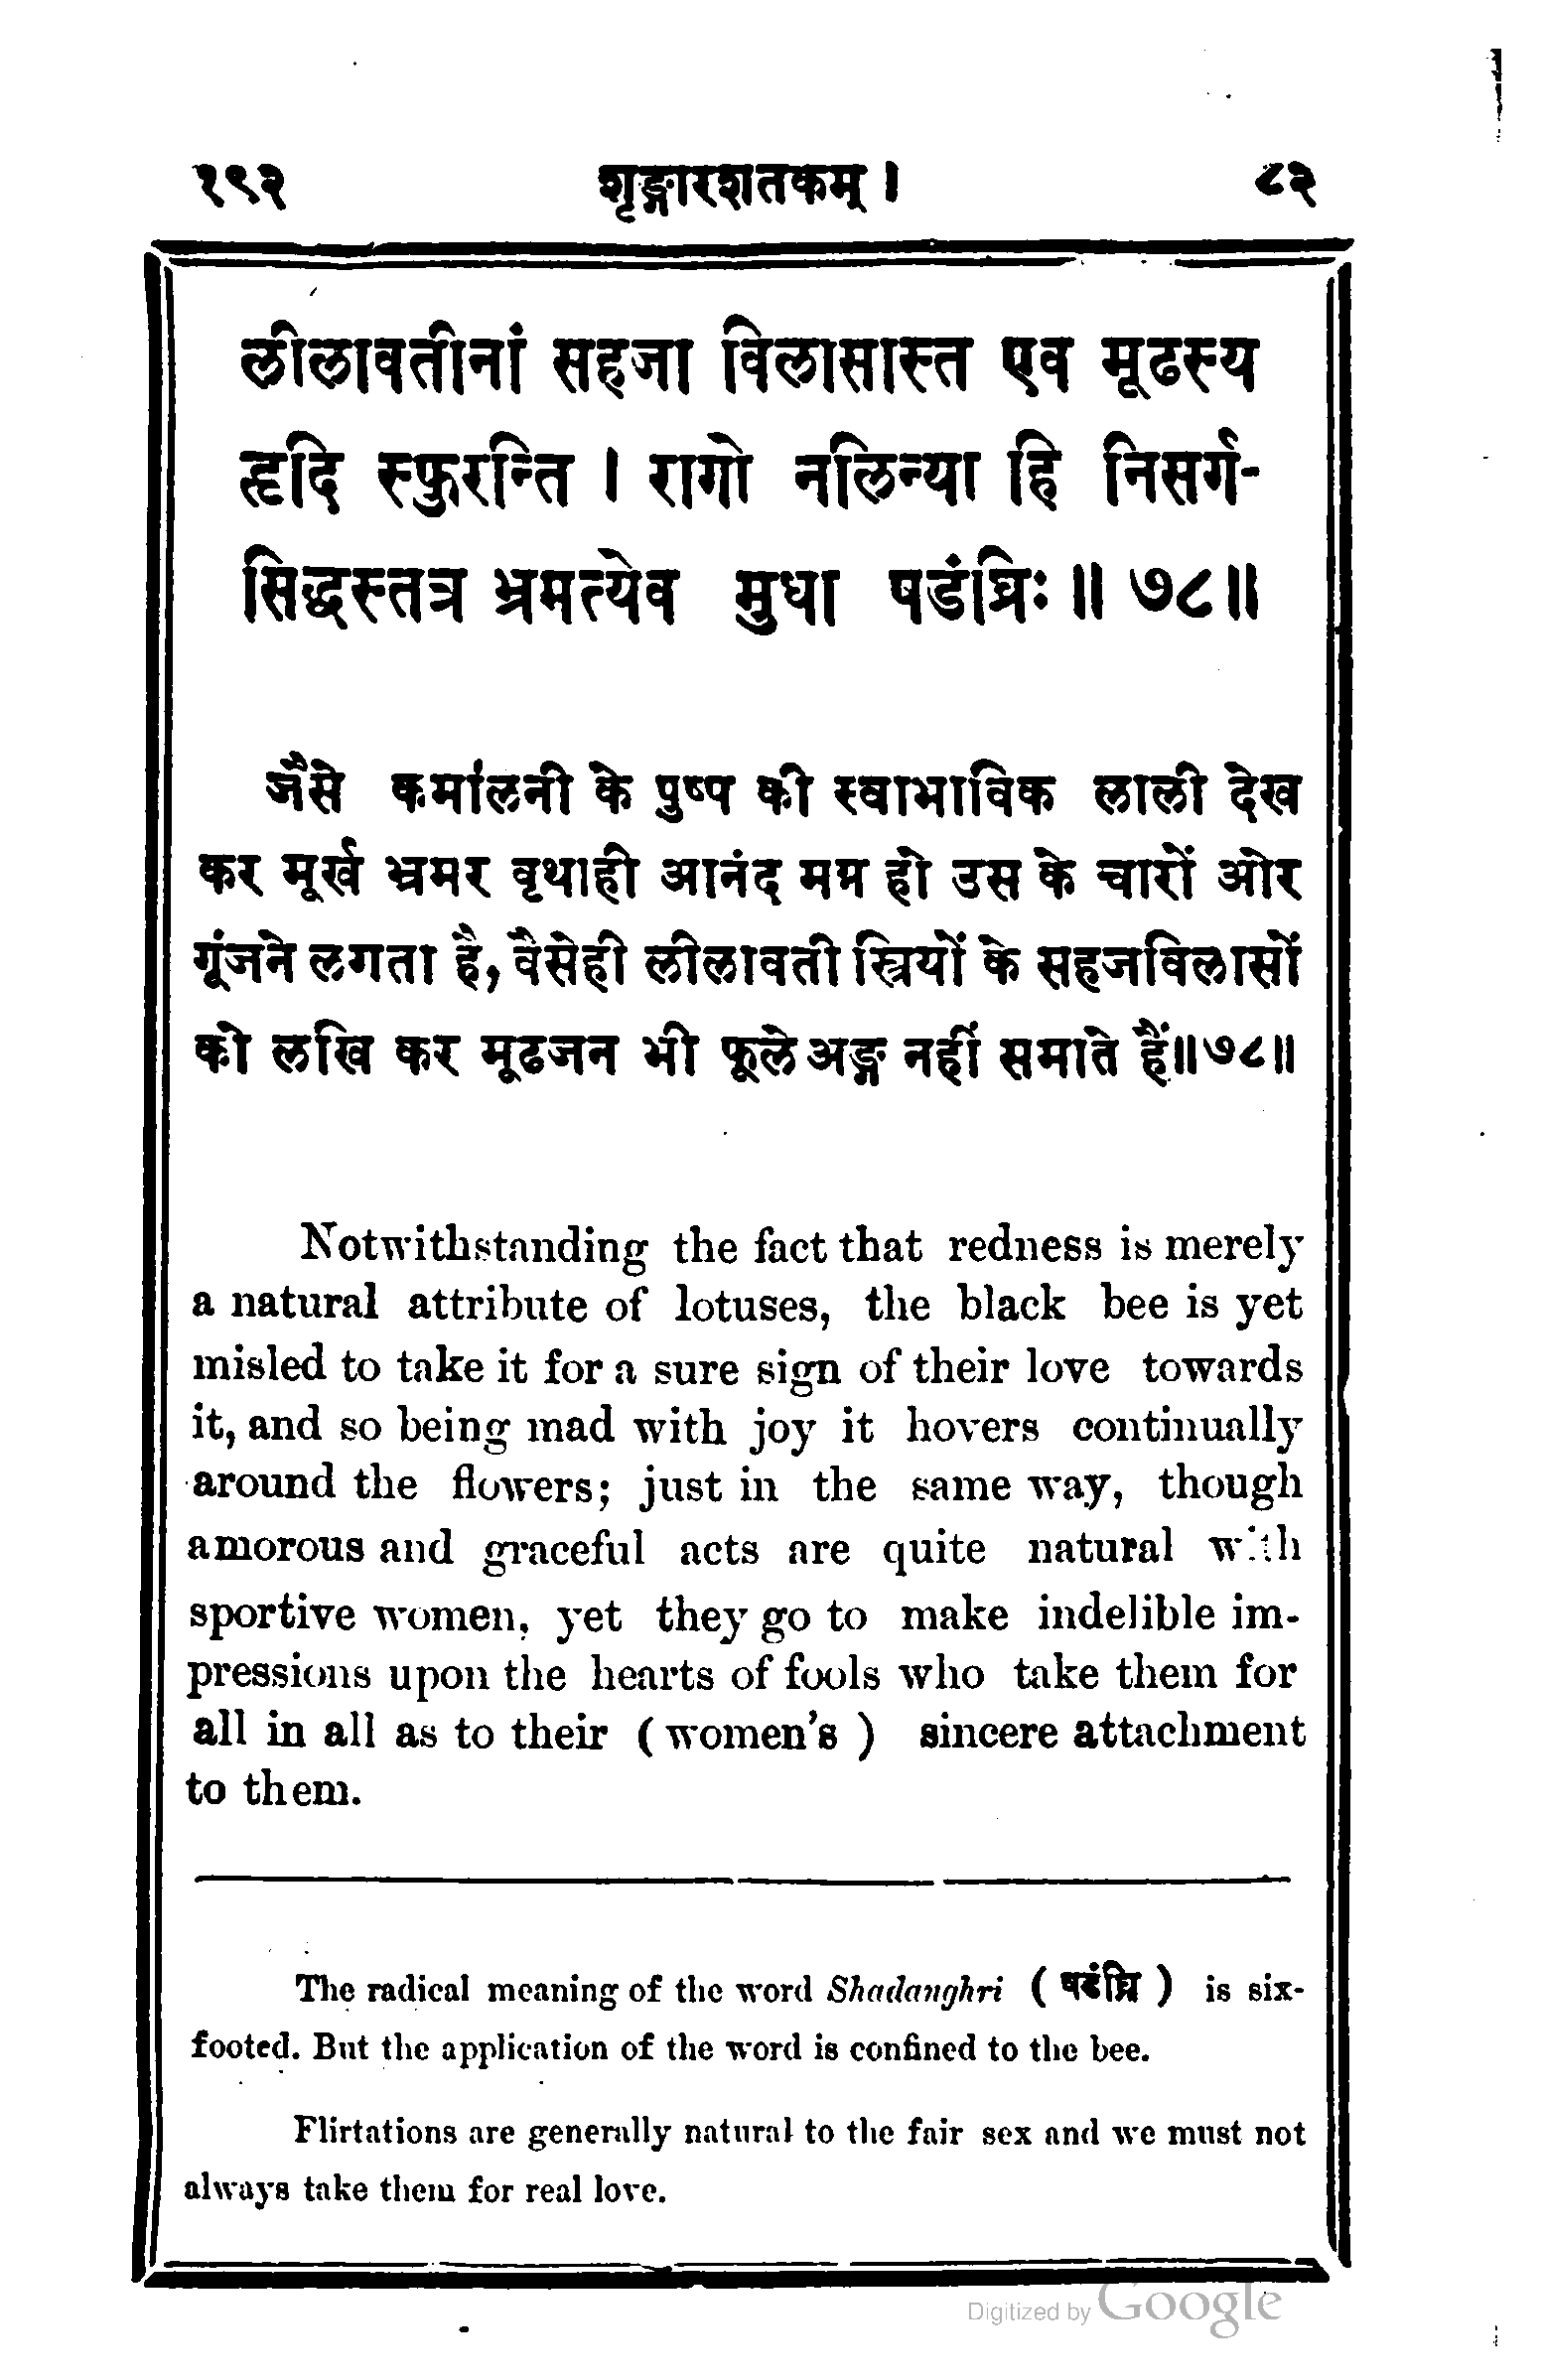 १९२ शृङ्गारशतकम् । ८२
लीलावतीनां सहजा विलासास्त एव मूढस्य
हृदि स्फुरन्ति । रागो नलिन्या हि निसर्ग-
सिद्धस्तत्र भ्रमत्येव मुधा षडंघ्रिः ॥ ७८ ॥
जैसे कमलिनी के पुष्प की स्वाभाविक लाली देख
कर मूर्ख भ्रमर वृथाही आनंद मग्न हो उस के चारों ओर
गूंजने लगता है, वैसेही लीलावती स्त्रियों के सहजविलासों
को लखि कर मूढजन भी फूले अङ्ग नहीं समाते हैं॥७८॥
Notwithstanding the fact that redness is merely
a natural attribute of lotuses, the black bee is yet
misled to take it for a sure sign of their love towards
it, and so being mad with joy it hovers continually
around the flowers; just in the same way, though
amorous and graceful acts are quite natural with
sportive women, yet they go to make indelible im-
pressions upon the hearts of fools who take them for
all in all as to their ( women's ) sincere attachment
to them.
The radical meaning of the word Shadanghri ( षडंघ्रि ) is six-
footed. But the application of the word is confined to the bee.
Flirtations are generally natural to the fair sex and we must not
always take them for real love.
Digitized by Google